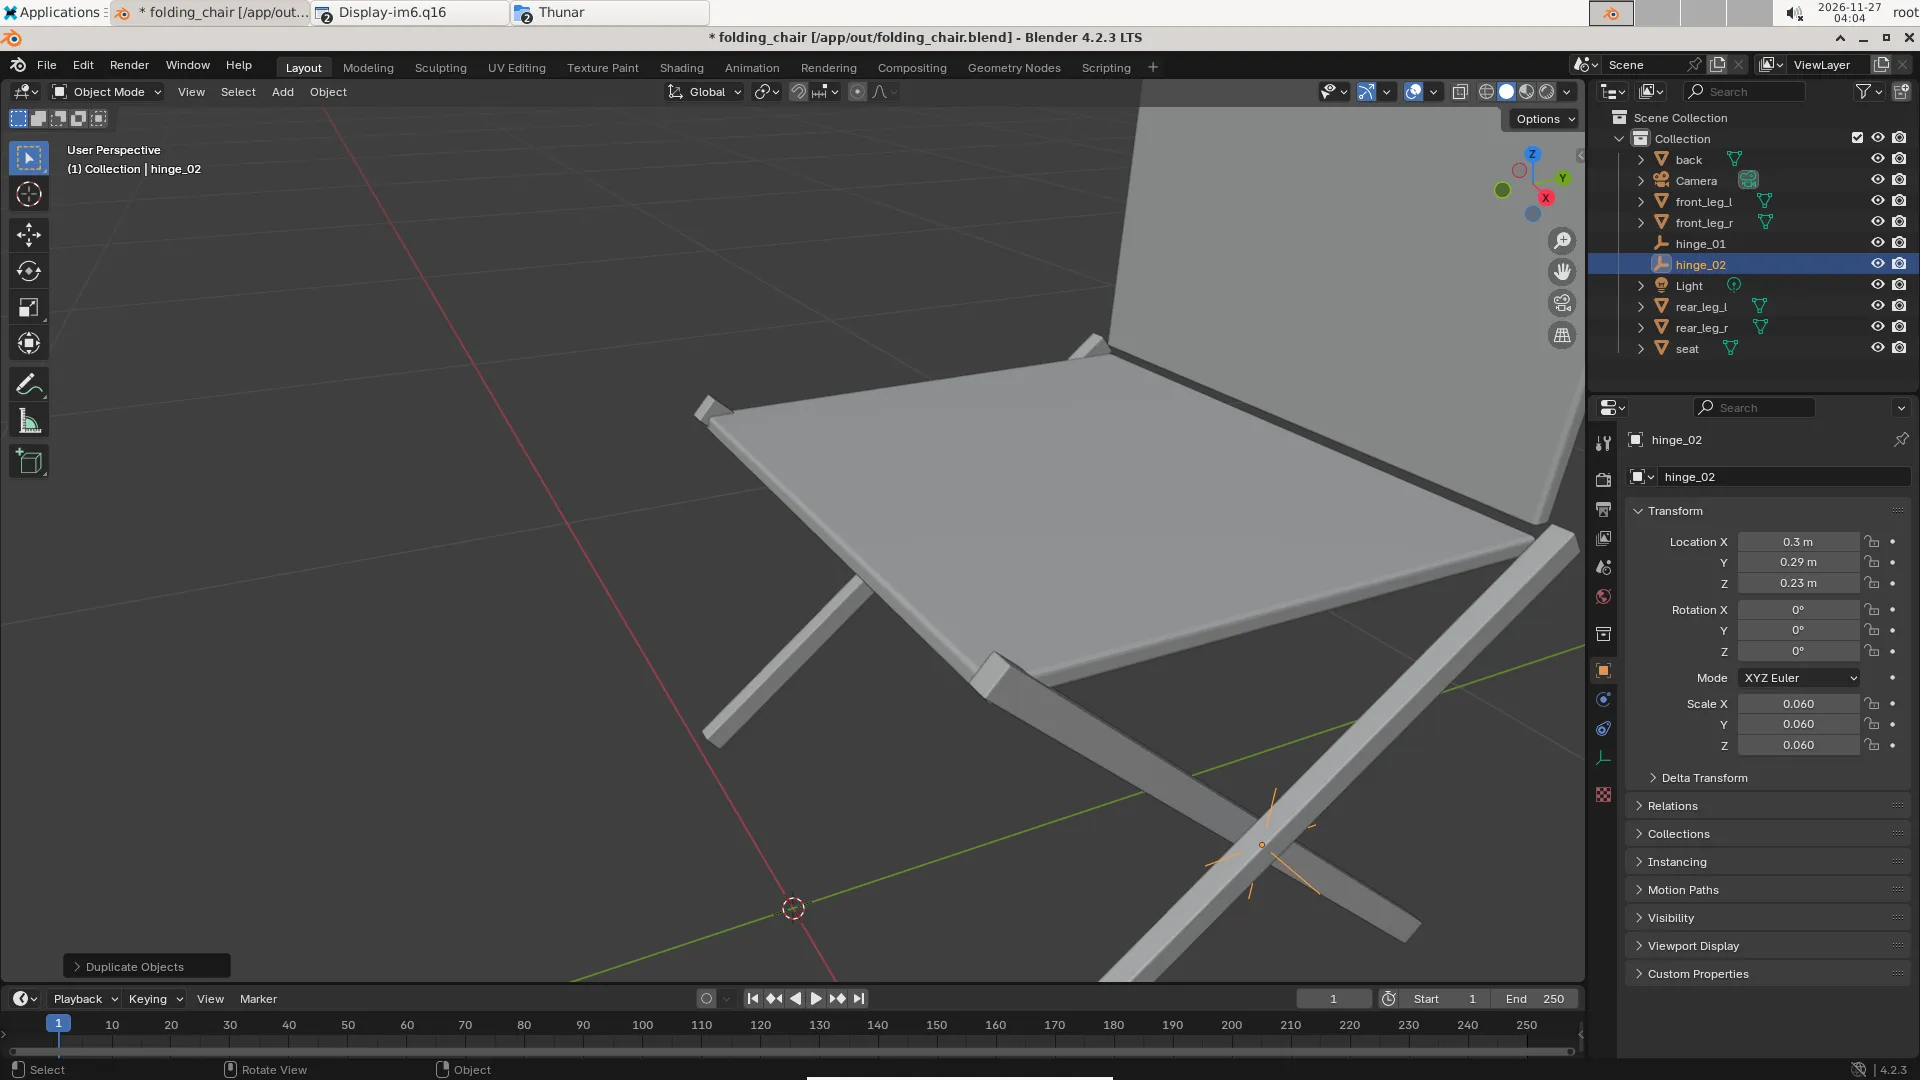 Applications
* folding_chair [/app/out...
Display-im6.q16
Thunar
2026-11-27
04:04
root
* folding_chair [/app/out/folding_chair.blend] - Blender 4.2.3 LTS
File
Edit
Render
Window
Help
Layout
Modeling
Sculpting
UV Editing
Texture Paint
Shading
Animation
Rendering
Compositing
Geometry Nodes
Scripting
+
Scene
ViewLayer
Object Mode
View
Select
Add
Object
Global
Search
Options
User Perspective
(1) Collection | hinge_02
Z
Y
X
Scene Collection
Collection
back
Camera
front_leg_l
front_leg_r
hinge_01
hinge_02
Light
rear_leg_l
rear_leg_r
seat
Search
hinge_02
hinge_02
Transform
Location X 0.3 m
Y 0.29 m
Z 0.23 m
Rotation X 0°
Y 0°
Z 0°
Mode XYZ Euler
Scale X 0.060
Y 0.060
Z 0.060
Delta Transform
Relations
Collections
Instancing
Motion Paths
Visibility
Viewport Display
Custom Properties
Duplicate Objects
Playback
Keying
View
Marker
1
Start 1
End 250
1 10 20 30 40 50 60 70 80 90 100 110 120 130 140 150 160 170 180 190 200 210 220 230 240 250
Select
Rotate View
Object
4.2.3